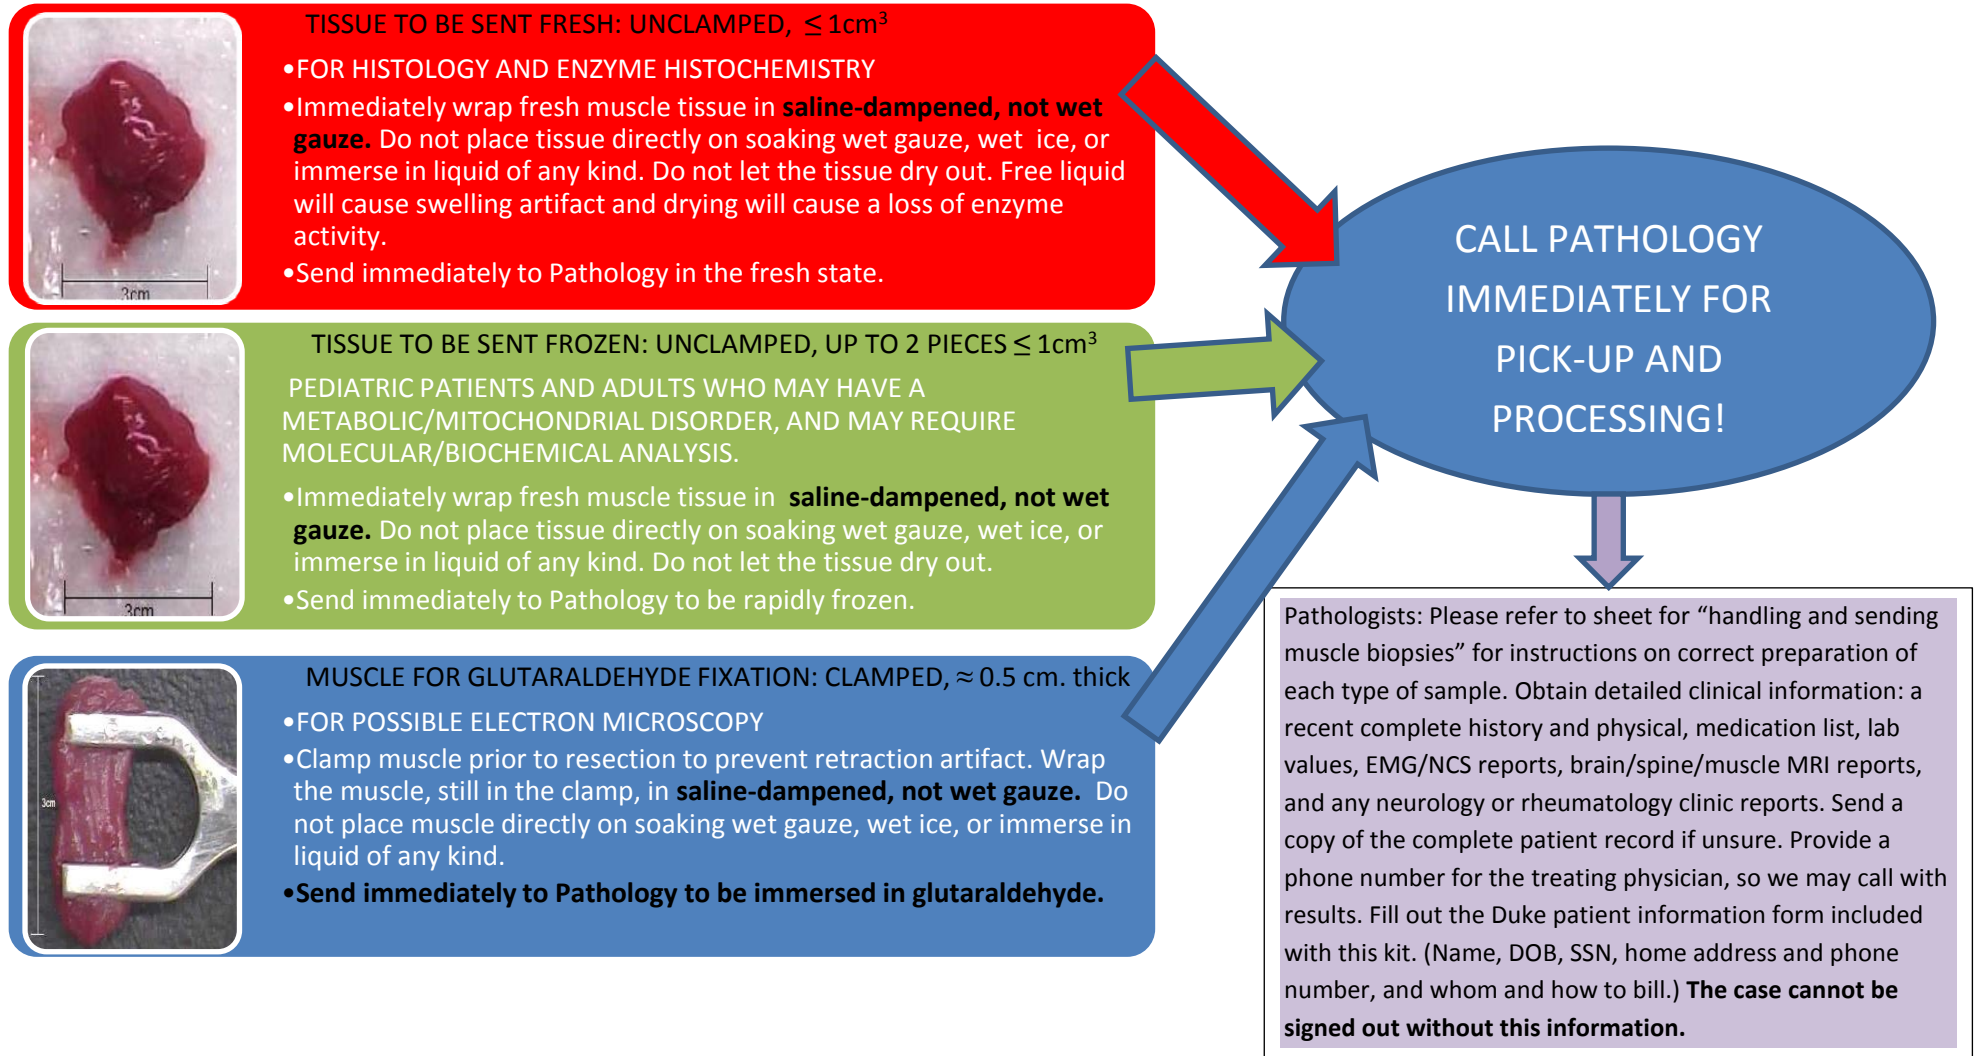 TISSUE TO BE SENT FRESH: UNCLAMPED, ≤ 1cm³
•FOR HISTOLOGY AND ENZYME HISTOCHEMISTRY
•Immediately wrap fresh muscle tissue in saline-dampened, not wet
gauze. Do not place tissue directly on soaking wet gauze, wet ice, or
immerse in liquid of any kind. Do not let the tissue dry out. Free liquid
will cause swelling artifact and drying will cause a loss of enzyme
activity.
•Send immediately to Pathology in the fresh state.
3cm
TISSUE TO BE SENT FROZEN: UNCLAMPED, UP TO 2 PIECES ≤ 1cm³
PEDIATRIC PATIENTS AND ADULTS WHO MAY HAVE A
METABOLIC/MITOCHONDRIAL DISORDER, AND MAY REQUIRE
MOLECULAR/BIOCHEMICAL ANALYSIS.
•Immediately wrap fresh muscle tissue in saline-dampened, not wet
gauze. Do not place tissue directly on soaking wet gauze, wet ice, or
immerse in liquid of any kind. Do not let the tissue dry out.
•Send immediately to Pathology to be rapidly frozen.
3cm
MUSCLE FOR GLUTARALDEHYDE FIXATION: CLAMPED, ≈ 0.5 cm. thick
•FOR POSSIBLE ELECTRON MICROSCOPY
•Clamp muscle prior to resection to prevent retraction artifact. Wrap
the muscle, still in the clamp, in saline-dampened, not wet gauze. Do
not place muscle directly on soaking wet gauze, wet ice, or immerse in
liquid of any kind.
•Send immediately to Pathology to be immersed in glutaraldehyde.
3cm
CALL PATHOLOGY
IMMEDIATELY FOR
PICK-UP AND
PROCESSING!
Pathologists: Please refer to sheet for “handling and sending
muscle biopsies” for instructions on correct preparation of
each type of sample. Obtain detailed clinical information: a
recent complete history and physical, medication list, lab
values, EMG/NCS reports, brain/spine/muscle MRI reports,
and any neurology or rheumatology clinic reports. Send a
copy of the complete patient record if unsure. Provide a
phone number for the treating physician, so we may call with
results. Fill out the Duke patient information form included
with this kit. (Name, DOB, SSN, home address and phone
number, and whom and how to bill.) The case cannot be
signed out without this information.